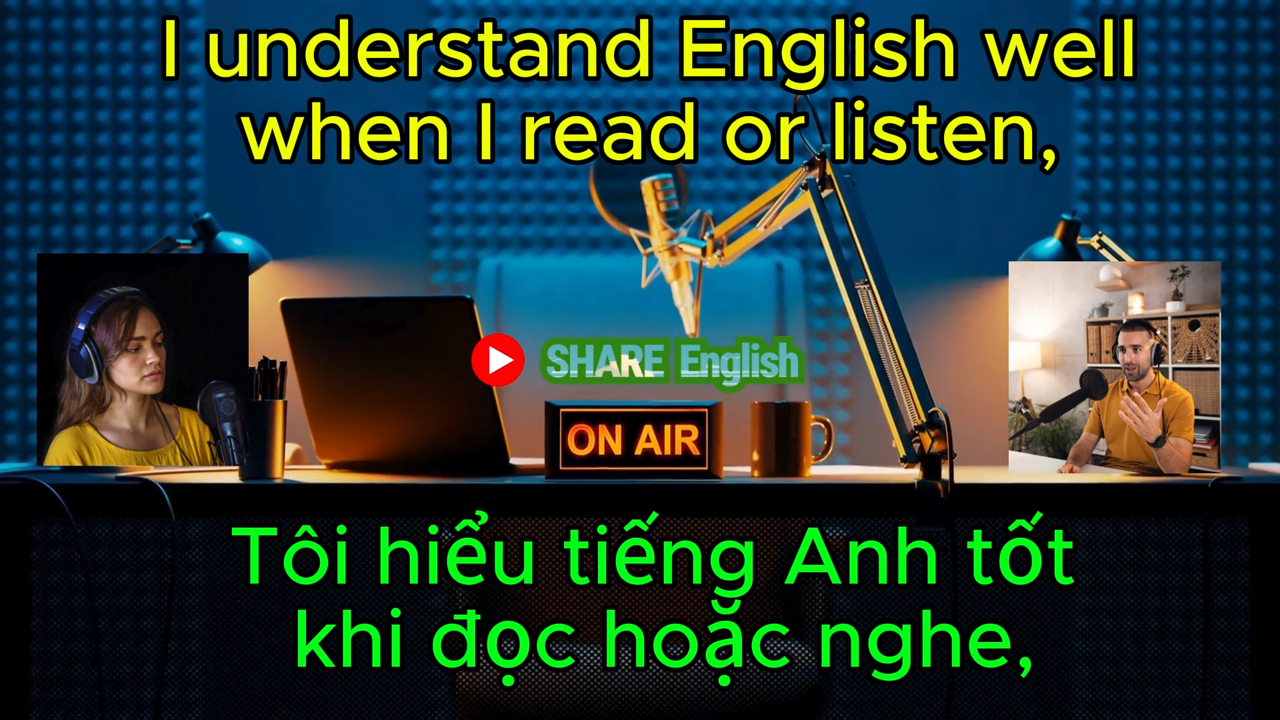 I understand English well
when I read or listen,
SHARE English
ON AIR
Tôi hiểu tiếng Anh tốt
khi đọc hoặc nghe,